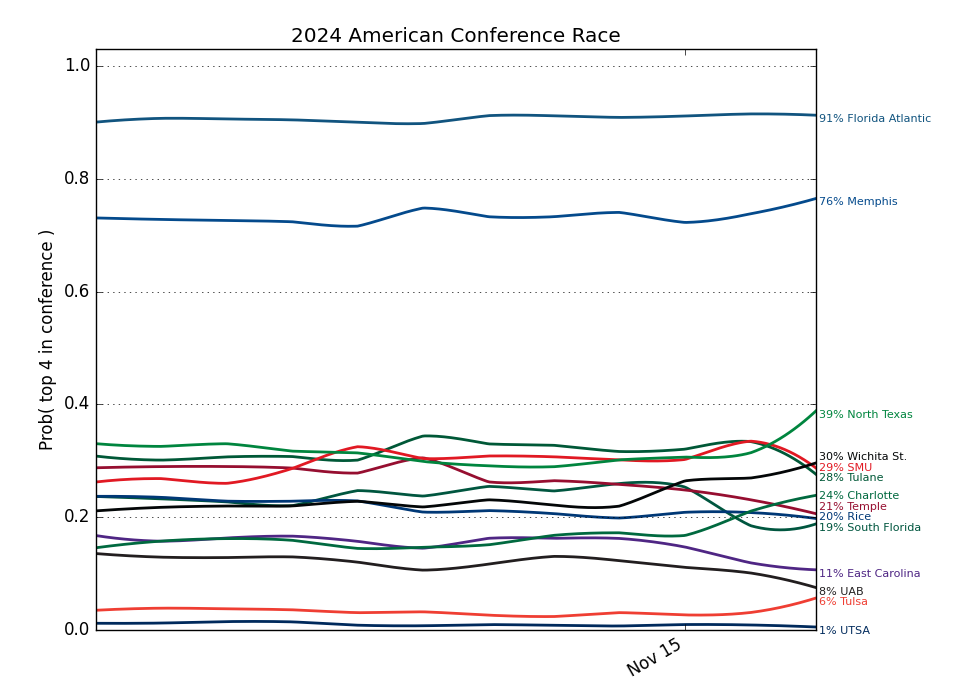 2024 American Conference Race
Prob( top 4 in conference )
1.0
0.8
0.6
0.4
0.2
0.0
Nov 15
91% Florida Atlantic
76% Memphis
39% North Texas
30% Wichita St.
29% SMU
28% Tulane
24% Charlotte
21% Temple
20% Rice
19% South Florida
11% East Carolina
8% UAB
6% Tulsa
1% UTSA